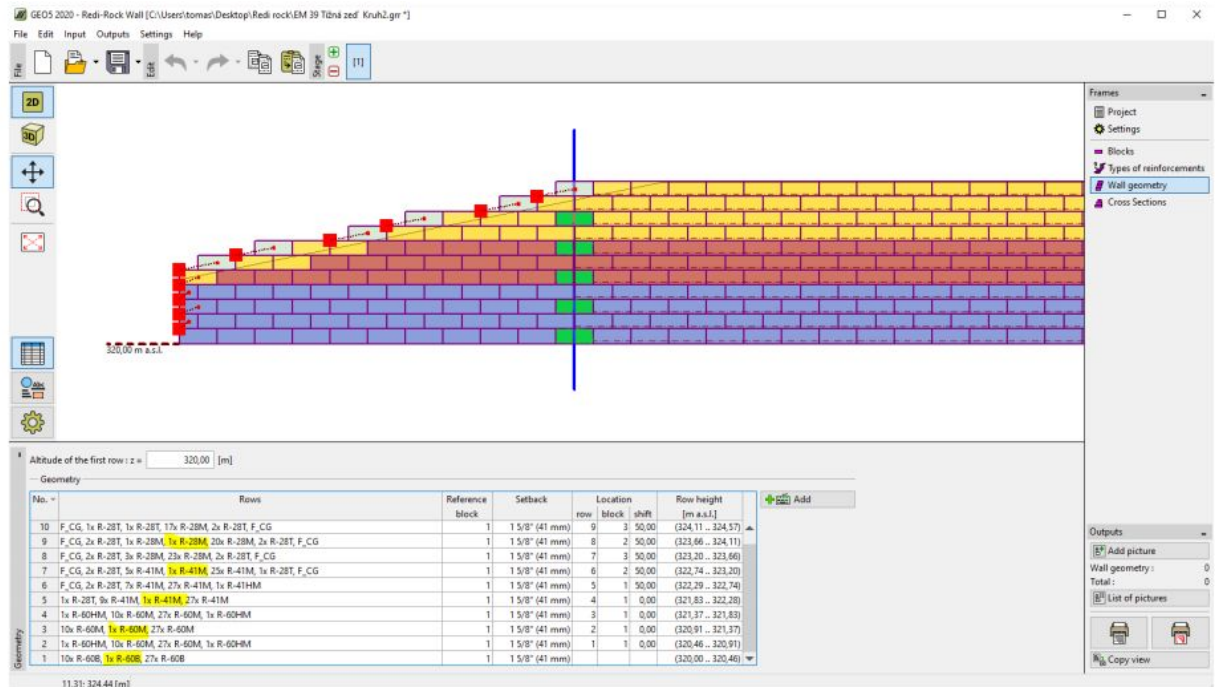 GEO5 2020 - Redi-Rock Wall [C:\Users\tomas\Desktop\Redi rock\EM 39 Tížná zeď Kruh2.grr *]
File Edit Input Outputs Settings Help
File
Edit
Stage
[1]
2D
3D
320,00 m a.s.l.
Frames
Project
Settings
Blocks
Types of reinforcements
Wall geometry
Cross Sections
Abc
Altitude of the first row : z = 320,00 [m]
Geometry
No. Rows Reference block Setback Location row block shift Row height [m a.s.l.]
10 F_CG, 1x R-28T, 1x R-28T, 17x R-28M, 2x R-28T, F_CG 1 1 5/8" (41 mm) 9 3 50,00 (324,11 .. 324,57)
9 F_CG, 2x R-28T, 1x R-28M, 1x R-28M, 20x R-28M, 2x R-28T, F_CG 1 1 5/8" (41 mm) 8 2 50,00 (323,66 .. 324,11)
8 F_CG, 2x R-28T, 3x R-28M, 23x R-28M, 2x R-28T, F_CG 1 1 5/8" (41 mm) 7 3 50,00 (323,20 .. 323,66)
7 F_CG, 2x R-28T, 5x R-41M, 1x R-41M, 25x R-41M, 1x R-28T, F_CG 1 1 5/8" (41 mm) 6 2 50,00 (322,74 .. 323,20)
6 F_CG, 2x R-28T, 7x R-41M, 27x R-41M, 1x R-41HM 1 1 5/8" (41 mm) 5 1 50,00 (322,29 .. 322,74)
5 1x R-28T, 9x R-41M, 1x R-41M, 27x R-41M 1 1 5/8" (41 mm) 4 1 0,00 (321,83 .. 322,28)
4 1x R-60HM, 10x R-60M, 27x R-60M, 1x R-60HM 1 1 5/8" (41 mm) 3 1 0,00 (321,37 .. 321,83)
3 10x R-60M, 1x R-60M, 27x R-60M 1 1 5/8" (41 mm) 2 1 0,00 (320,91 .. 321,37)
2 1x R-60HM, 10x R-60M, 27x R-60M, 1x R-60HM 1 1 5/8" (41 mm) 1 1 0,00 (320,46 .. 320,91)
1 10x R-60B, 1x R-60B, 27x R-60B 1 1 5/8" (41 mm) (320,00 .. 320,46)
Add
Geometry
Outputs
Add picture
Wall geometry : 0
Total : 0
List of pictures
Copy view
11,31; 324,44 [m]